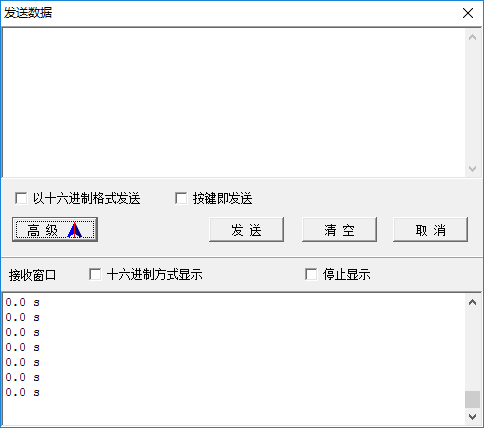 发送数据
以十六进制格式发送 按键即发送
高 级 发 送 清 空 取 消
接收窗口 十六进制方式显示 停止显示
0.0 s
0.0 s
0.0 s
0.0 s
0.0 s
0.0 s
0.0 s